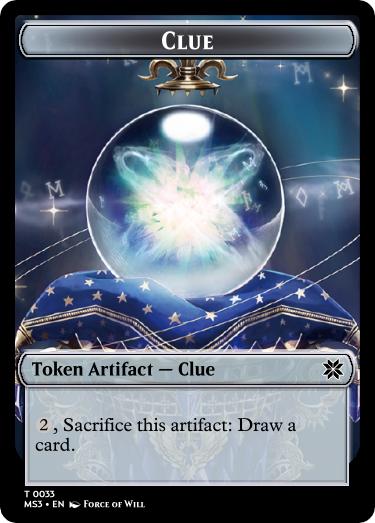 Clue
Token Artifact — Clue
2, Sacrifice this artifact: Draw a
card.
T 0033
MS3 • EN Force of Will